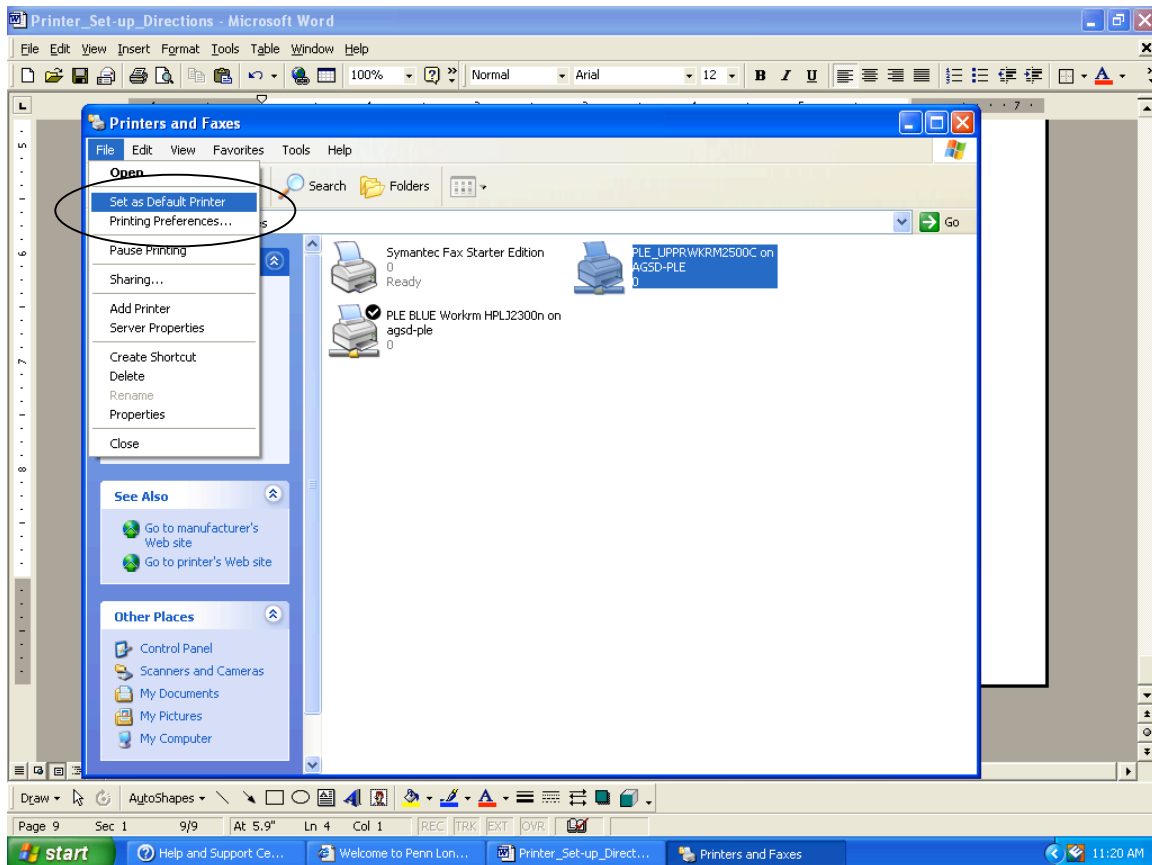 Printer_Set-up_Directions - Microsoft Word
File Edit View Insert Format Tools Table Window Help
100% Normal Arial 12 B I U A
7
Printers and Faxes
File Edit View Favorites Tools Help
Search Folders
Go
Open
Set as Default Printer
Printing Preferences...
Pause Printing
Sharing...
Add Printer
Server Properties
Create Shortcut
Delete
Rename
Properties
Close
Symantec Fax Starter Edition
0
Ready
PLE_UPPRWKRM2500C on
AGSD-PLE
0
PLE BLUE Workrm HPLJ2300n on
agsd-ple
0
See Also
Go to manufacturer's
Web site
Go to printer's Web site
Other Places
Control Panel
Scanners and Cameras
My Documents
My Pictures
My Computer
Draw AutoShapes
Page 9 Sec 1 9/9 At 5.9" Ln 4 Col 1 REC TRK EXT OVR
start Help and Support Ce... Welcome to Penn Lon... Printer_Set-up_Direct... Printers and Faxes 11:20 AM